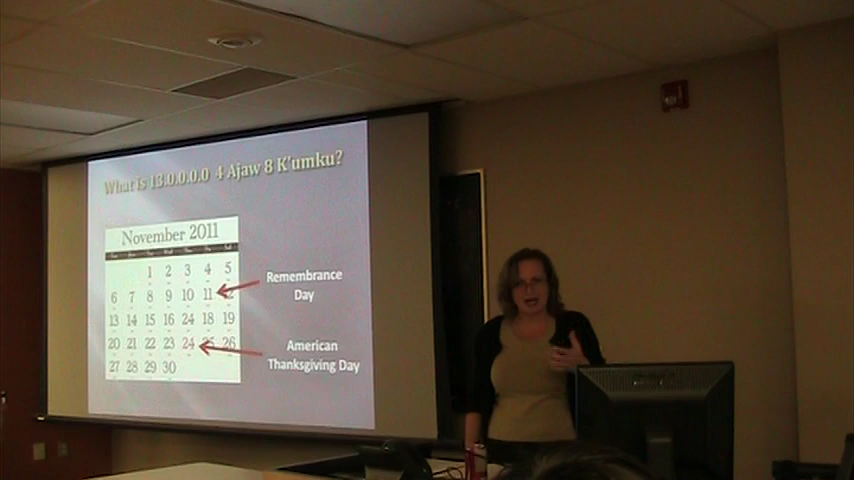 What is 13.0.0.0.0 4 Ajaw 8 K'umku?
November 2011
1 2 3 4 5
6 7 8 9 10 11
13 14 15 16 24 18 19
20 21 22 23 24 25 26
27 28 29 30
Remembrance
Day
American
Thanksgiving Day